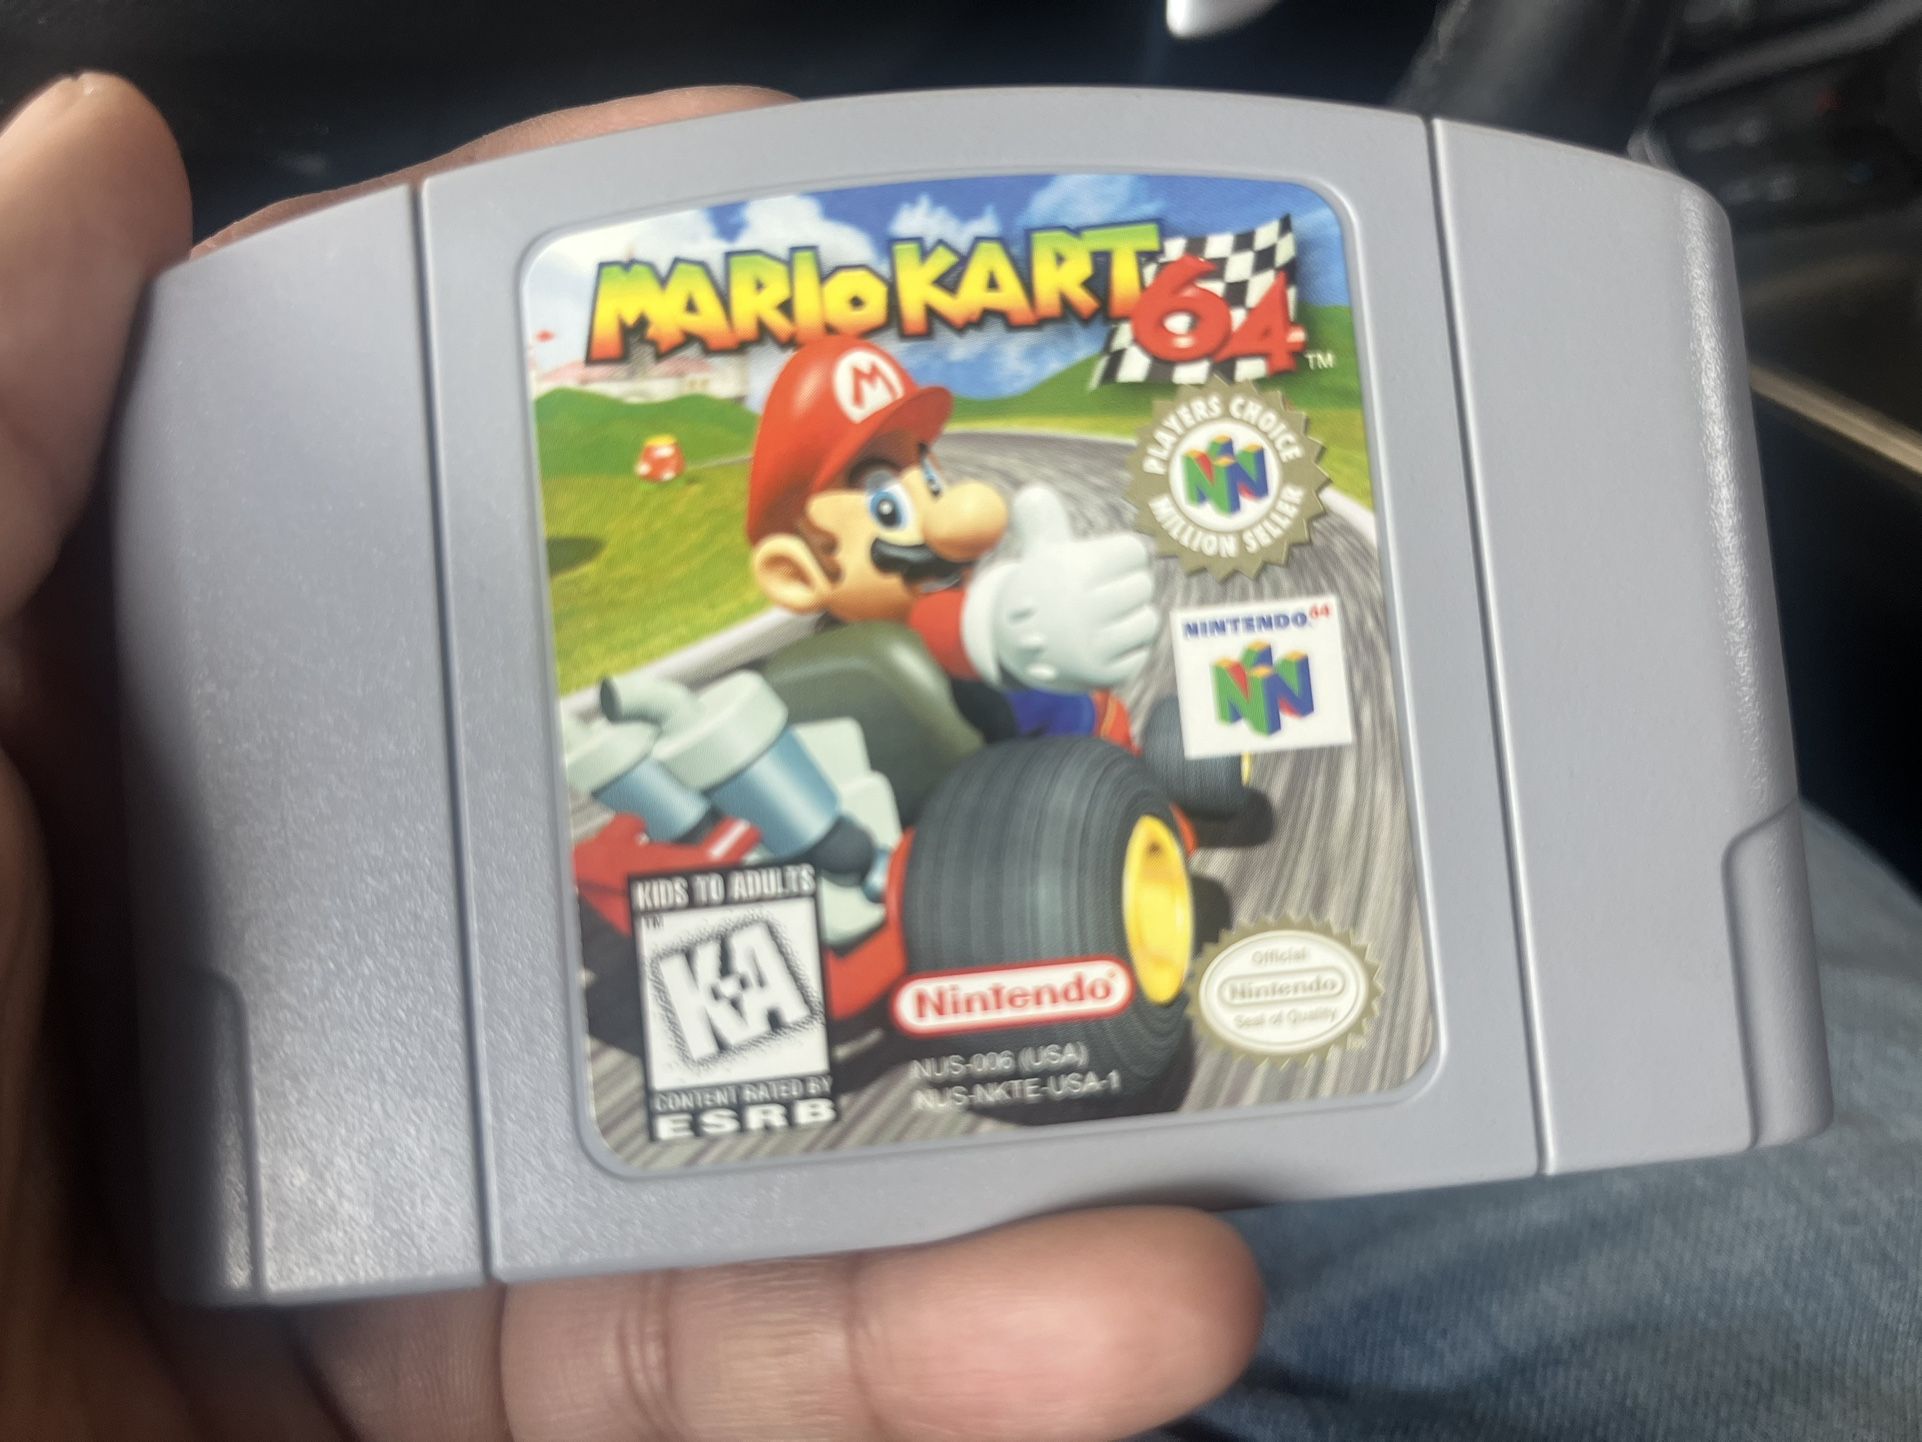 MARIO KART 64 TM
M
PLAYERS CHOICE
MILLION SELLER
NINTENDO 64
KIDS TO ADULTS
TM
K-A
CONTENT RATED BY
ESRB
Nintendo®
NUS-006 (USA)
NUS-NKTE-USA-1
Official
Nintendo
Seal of Quality